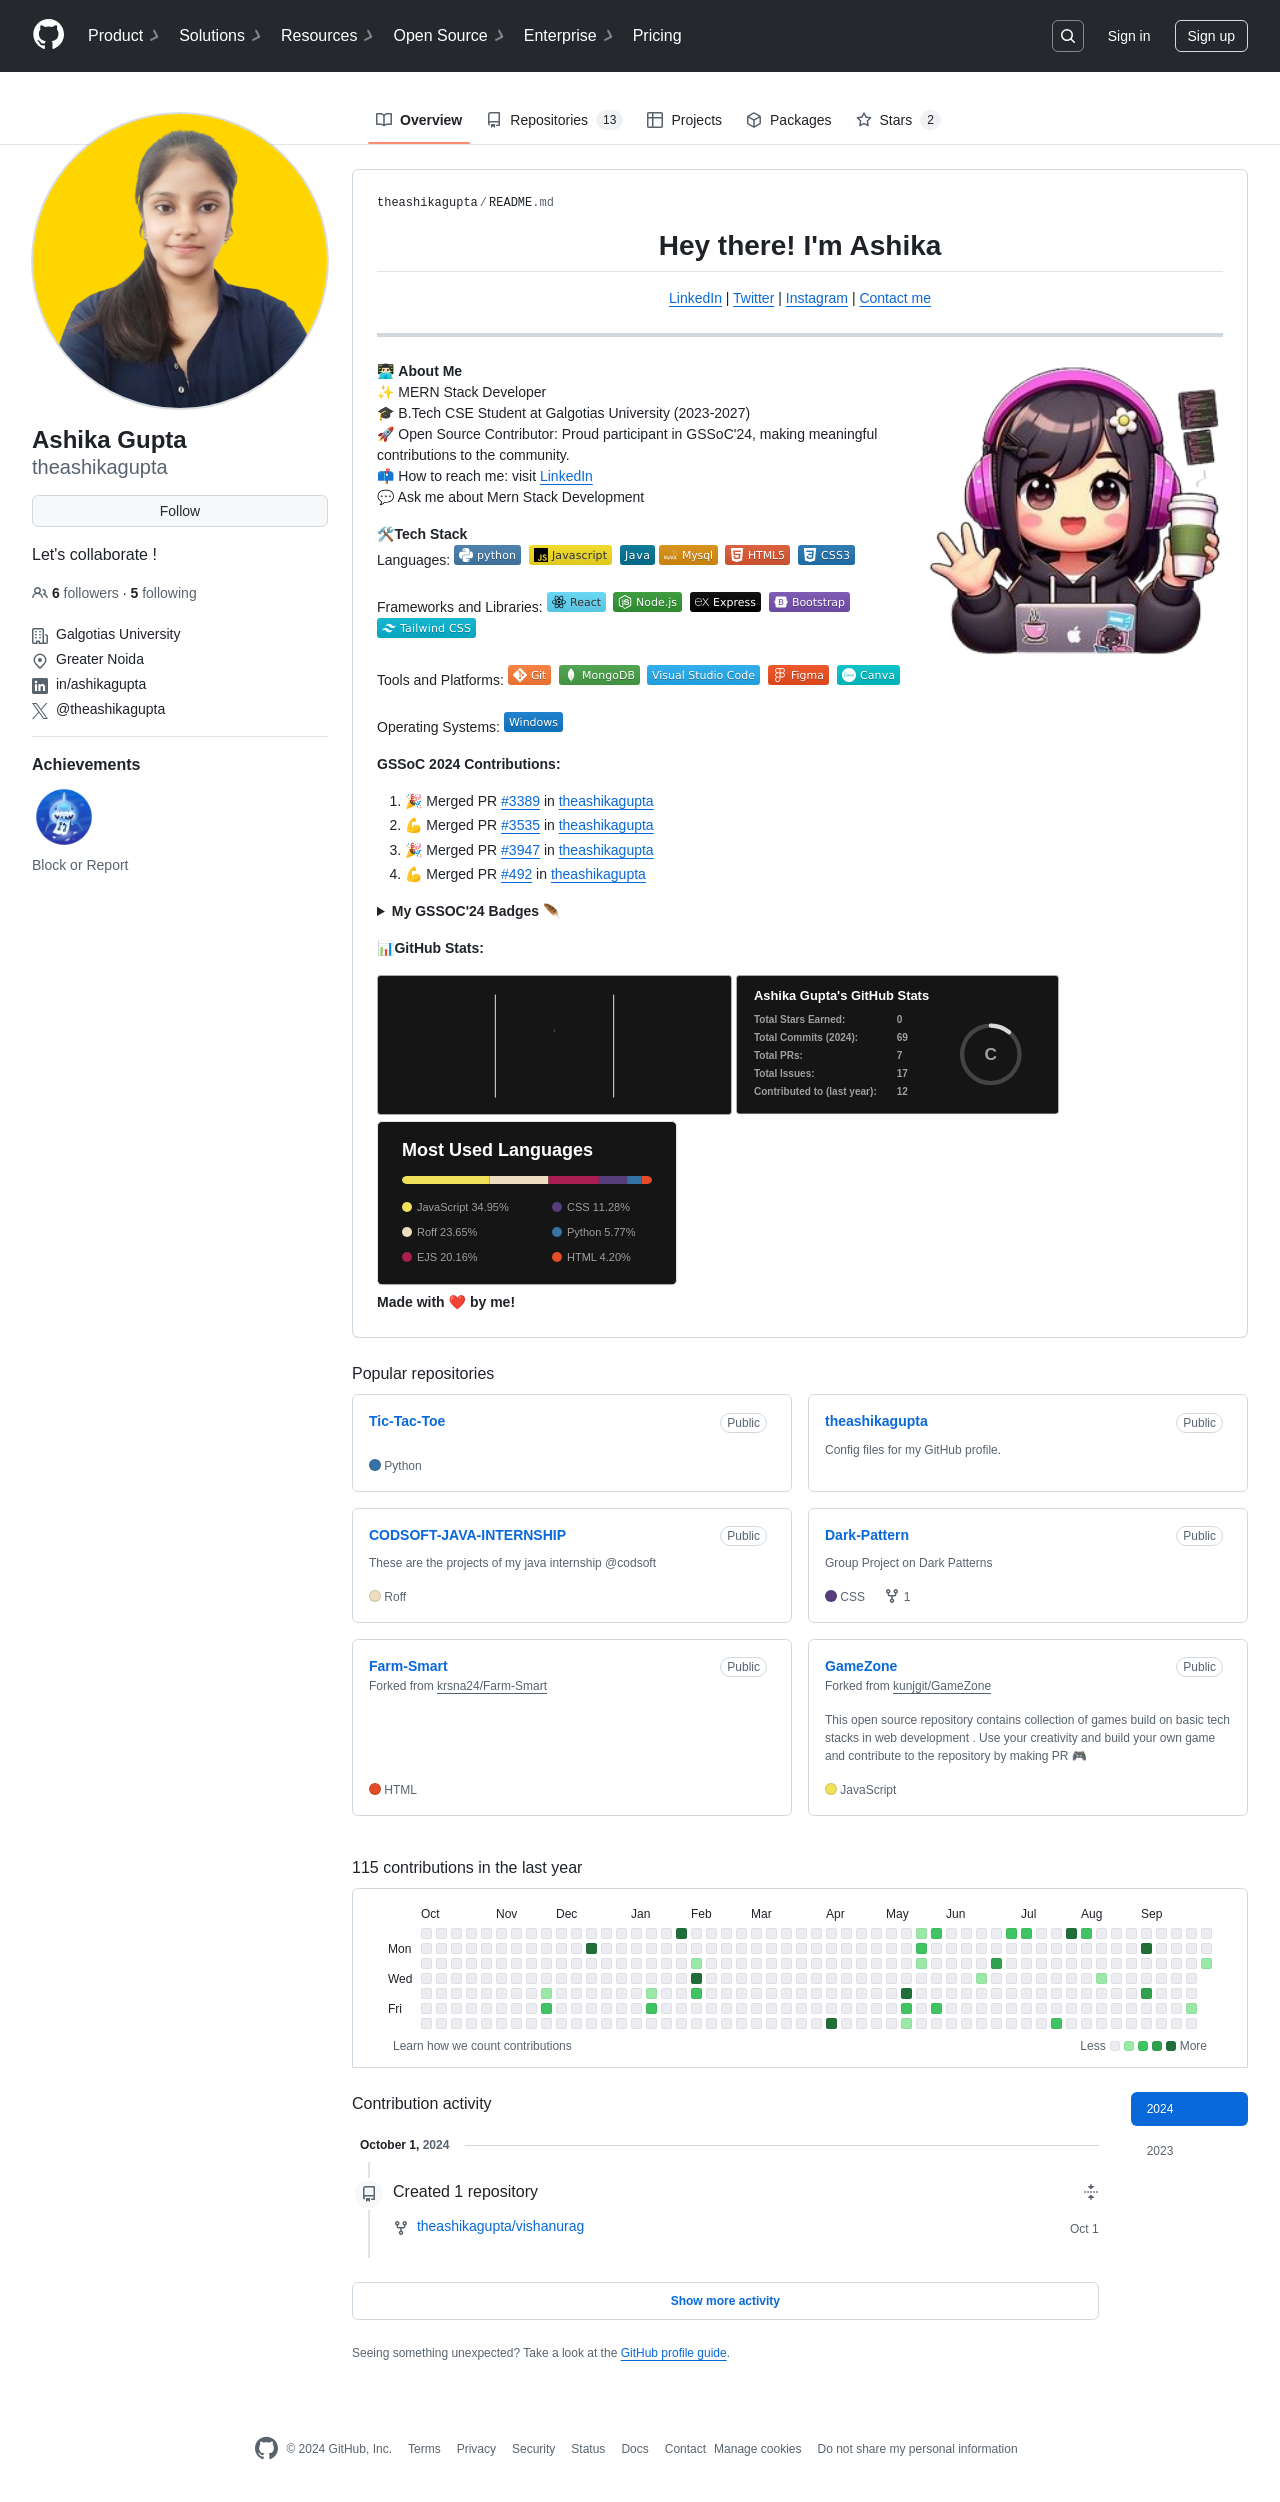 Product Solutions Resources Open Source Enterprise Pricing
Sign in
Sign up
Overview
Repositories 13
Projects
Packages
Stars 2
Ashika Gupta
theashikagupta
Follow
Let's collaborate !
6 followers · 5 following
Galgotias University
Greater Noida
in/ashikagupta
@theashikagupta
Achievements
Block or Report
theashikagupta/README.md
Hey there! I'm Ashika
LinkedIn | Twitter | Instagram | Contact me
👨🏻‍💻 About Me
✨ MERN Stack Developer
🎓 B.Tech CSE Student at Galgotias University (2023-2027)
🚀 Open Source Contributor: Proud participant in GSSoC'24, making meaningful
contributions to the community.
📫 How to reach me: visit LinkedIn
💬 Ask me about Mern Stack Development
🛠️Tech Stack
Languages: python Javascript Java Mysql HTML5 CSS3
Frameworks and Libraries: React Node.js Express Bootstrap
Tailwind CSS
Tools and Platforms: Git MongoDB Visual Studio Code Figma Canva
Operating Systems: Windows
GSSoC 2024 Contributions:
1. 🎉 Merged PR #3389 in theashikagupta
2. 💪 Merged PR #3535 in theashikagupta
3. 🎉 Merged PR #3947 in theashikagupta
4. 💪 Merged PR #492 in theashikagupta
My GSSOC'24 Badges 🪶
📊GitHub Stats:
Ashika Gupta's GitHub Stats
Total Stars Earned: 0
Total Commits (2024): 69
Total PRs: 7
Total Issues: 17
Contributed to (last year): 12
C
Most Used Languages
JavaScript 34.95% CSS 11.28%
Roff 23.65% Python 5.77%
EJS 20.16% HTML 4.20%
Made with ❤️ by me!
Popular repositories
Tic-Tac-Toe Public
Python
theashikagupta Public
Config files for my GitHub profile.
CODSOFT-JAVA-INTERNSHIP Public
These are the projects of my java internship @codsoft
Roff
Dark-Pattern Public
Group Project on Dark Patterns
CSS 1
Farm-Smart Public
Forked from krsna24/Farm-Smart
HTML
GameZone Public
Forked from kunjgit/GameZone
This open source repository contains collection of games build on basic tech
stacks in web development . Use your creativity and build your own game
and contribute to the repository by making PR 🎮
JavaScript
115 contributions in the last year
Oct Nov Dec Jan Feb Mar Apr May Jun Jul Aug Sep
Mon
Wed
Fri
Learn how we count contributions
Less More
Contribution activity
2024
2023
October 1, 2024
Created 1 repository
theashikagupta/vishanurag
Oct 1
Show more activity
Seeing something unexpected? Take a look at the GitHub profile guide.
© 2024 GitHub, Inc. Terms Privacy Security Status Docs Contact Manage cookies Do not share my personal information